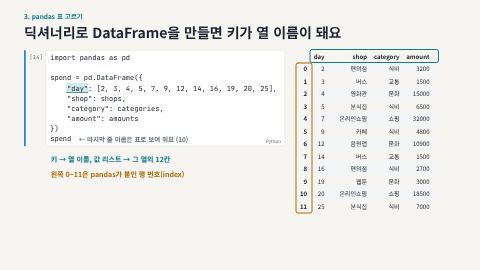 3. pandas 표 고르기
딕셔너리로 DataFrame을 만들면 키가 열 이름이 돼요
[14] import pandas as pd
spend = pd.DataFrame({
"day": [2, 3, 4, 5, 7, 9, 12, 14, 16, 19, 20, 25],
"shop": shops,
"category": categories,
"amount": amounts
})
spend ← 마지막 줄 이름은 표로 보여 줘요 (10)
Python
키 → 열 이름, 값 리스트 → 그 열의 12칸
왼쪽 0~11은 pandas가 붙인 행 번호(index)
day shop category amount
0 2 편의점 식비 3200
1 3 버스 교통 1500
2 4 영화관 문화 15000
3 5 분식집 식비 6500
4 7 온라인쇼핑 쇼핑 32000
5 9 카페 식비 4800
6 12 음원앱 문화 10900
7 14 버스 교통 1500
8 16 편의점 식비 2700
9 19 웹툰 문화 3000
10 20 온라인쇼핑 쇼핑 18500
11 25 분식집 식비 7000